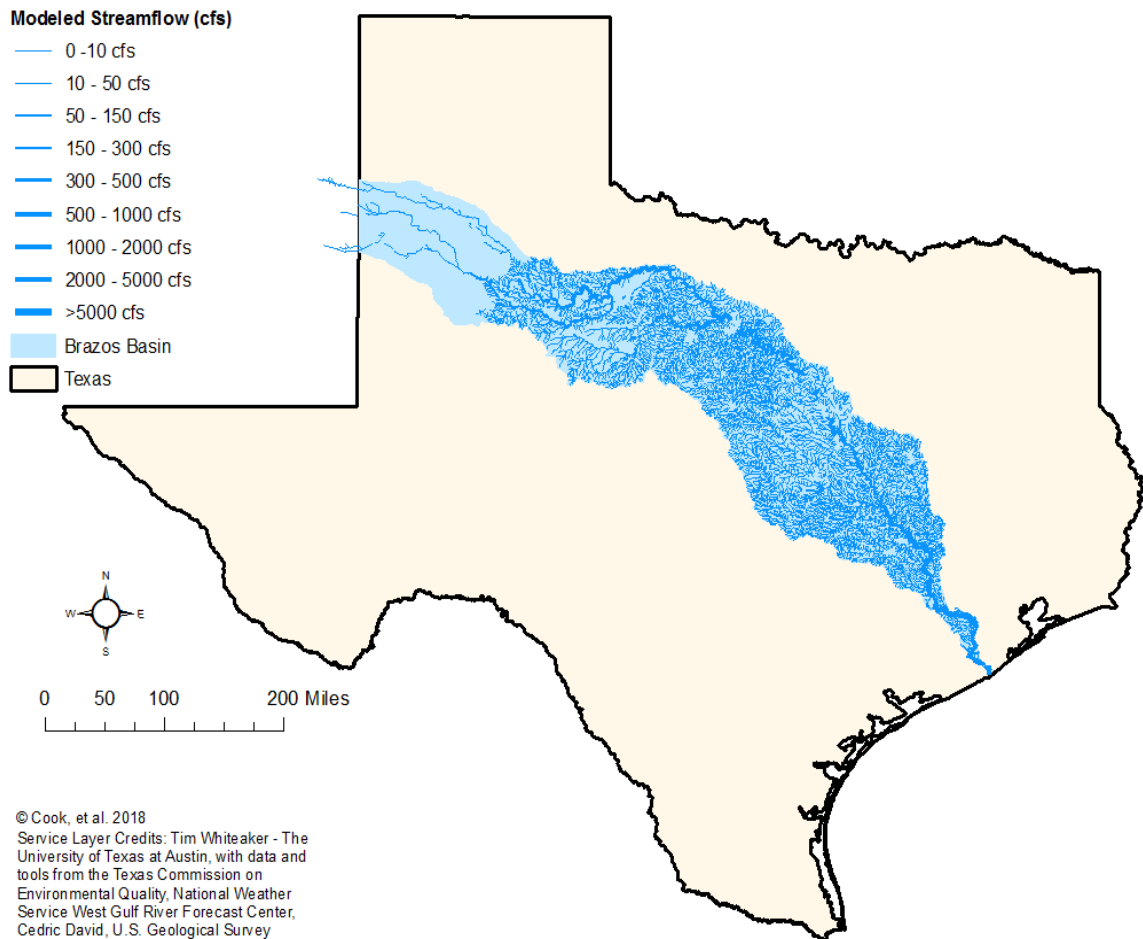 Modeled Streamflow (cfs)
0 -10 cfs
10 - 50 cfs
50 - 150 cfs
150 - 300 cfs
300 - 500 cfs
500 - 1000 cfs
1000 - 2000 cfs
2000 - 5000 cfs
>5000 cfs
Brazos Basin
Texas
N
W E
S
0 50 100 200 Miles
© Cook, et al. 2018
Service Layer Credits: Tim Whiteaker - The
University of Texas at Austin, with data and
tools from the Texas Commission on
Environmental Quality, National Weather
Service West Gulf River Forecast Center,
Cedric David, U.S. Geological Survey